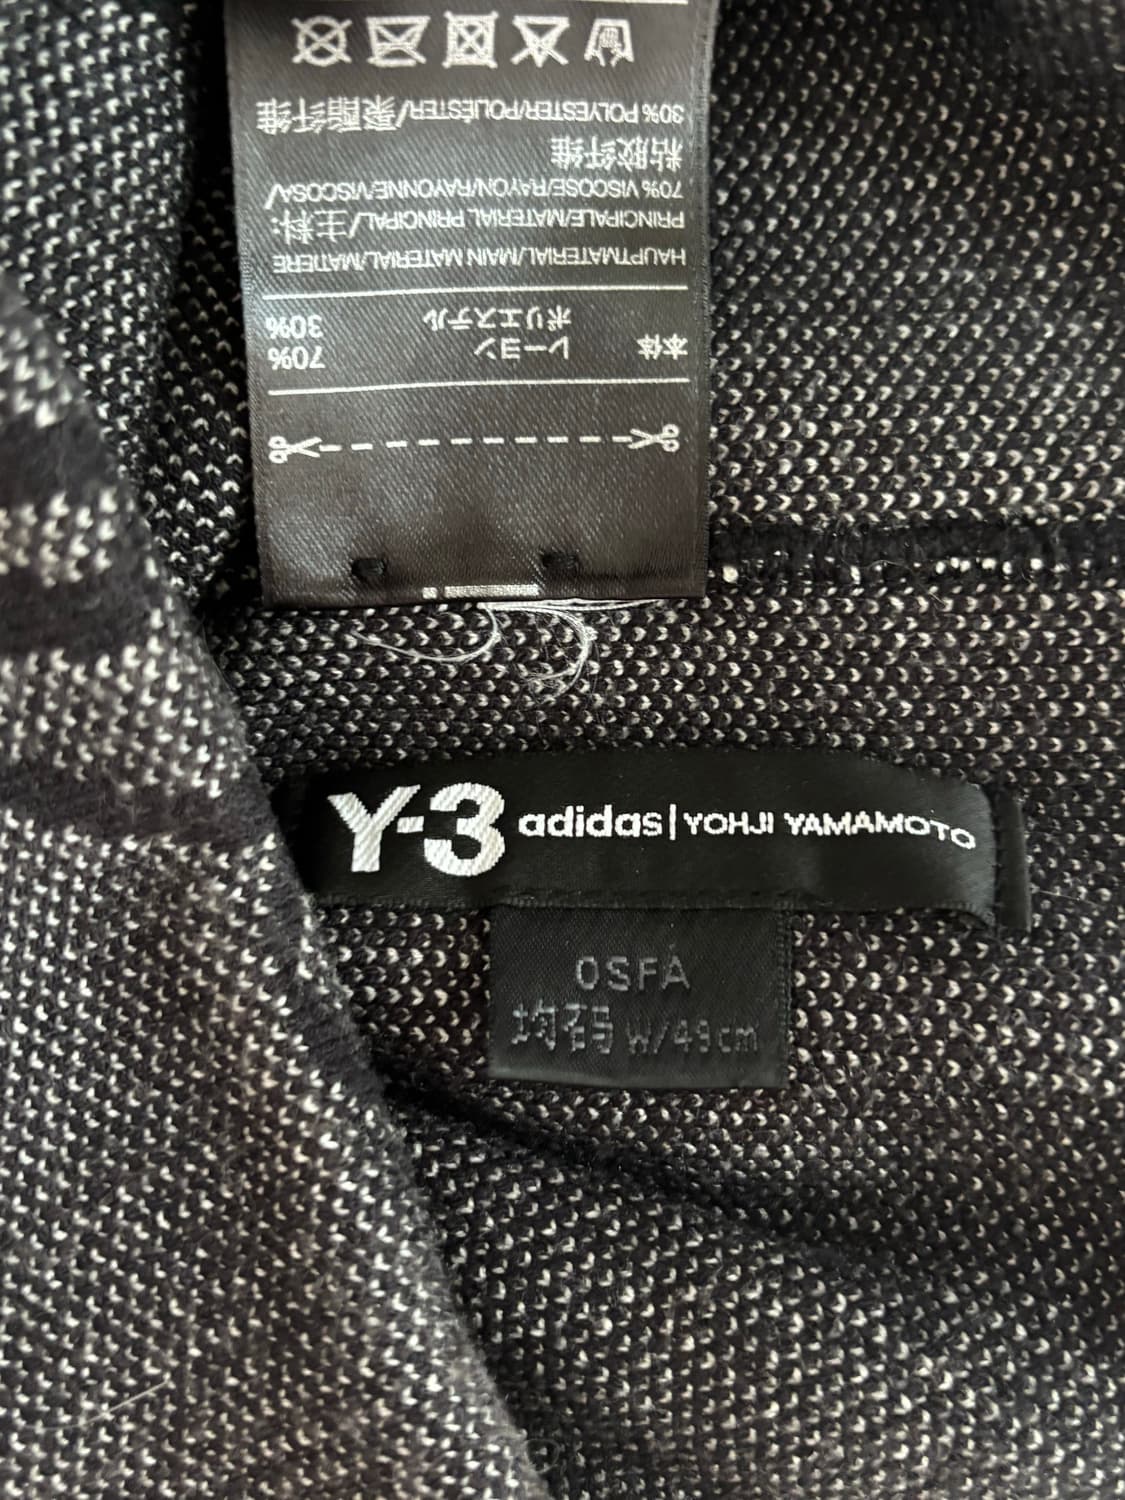 本体 レーヨン 70%
ポリエステル 30%
HAUPTMATERIAL/MAIN MATERIAL/MATIERE
PRINCIPALE/MATERIAL PRINCIPAL/主料:
70% VISCOSE/RAYON/RAYONNE/VISCOSA/
粘胶纤维
30% POLYESTER/POLIÉSTER/聚酯纤维
Y-3 adidas | YOHJI YAMAMOTO
OSFA
均码 W/49cm